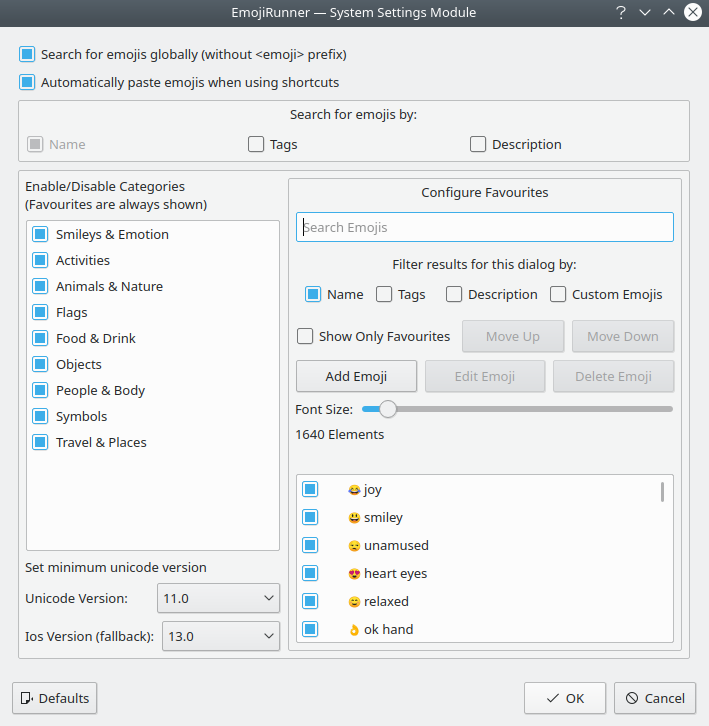 EmojiRunner — System Settings Module
Search for emojis globally (without <emoji> prefix)
Automatically paste emojis when using shortcuts
Search for emojis by:
Name Tags Description
Enable/Disable Categories
(Favourites are always shown)
Smileys & Emotion
Activities
Animals & Nature
Flags
Food & Drink
Objects
People & Body
Symbols
Travel & Places
Set minimum unicode version
Unicode Version: 11.0
Ios Version (fallback): 13.0
Configure Favourites
Search Emojis
Filter results for this dialog by:
Name Tags Description Custom Emojis
Show Only Favourites Move Up Move Down
Add Emoji Edit Emoji Delete Emoji
Font Size:
1640 Elements
😂 joy
😃 smiley
😒 unamused
😍 heart eyes
☺️ relaxed
👌 ok hand
Defaults OK Cancel